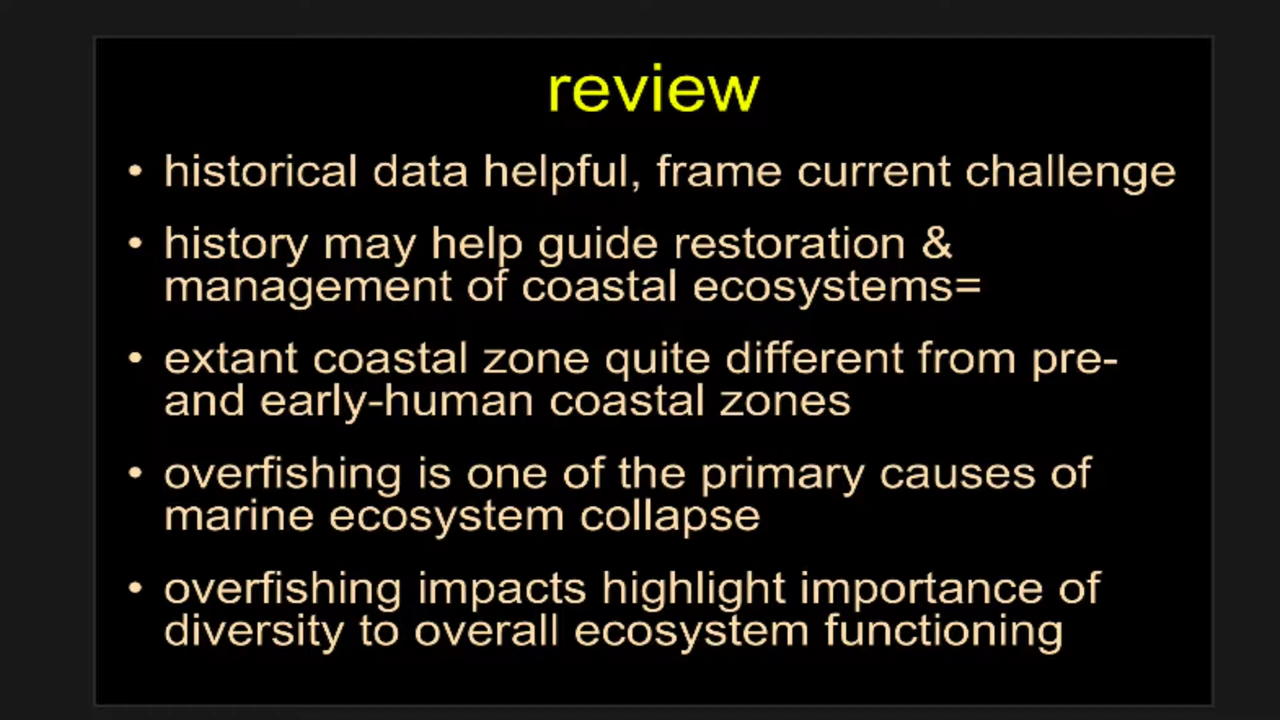 review
• historical data helpful, frame current challenge
• history may help guide restoration &
management of coastal ecosystems=
• extant coastal zone quite different from pre-
and early-human coastal zones
• overfishing is one of the primary causes of
marine ecosystem collapse
• overfishing impacts highlight importance of
diversity to overall ecosystem functioning